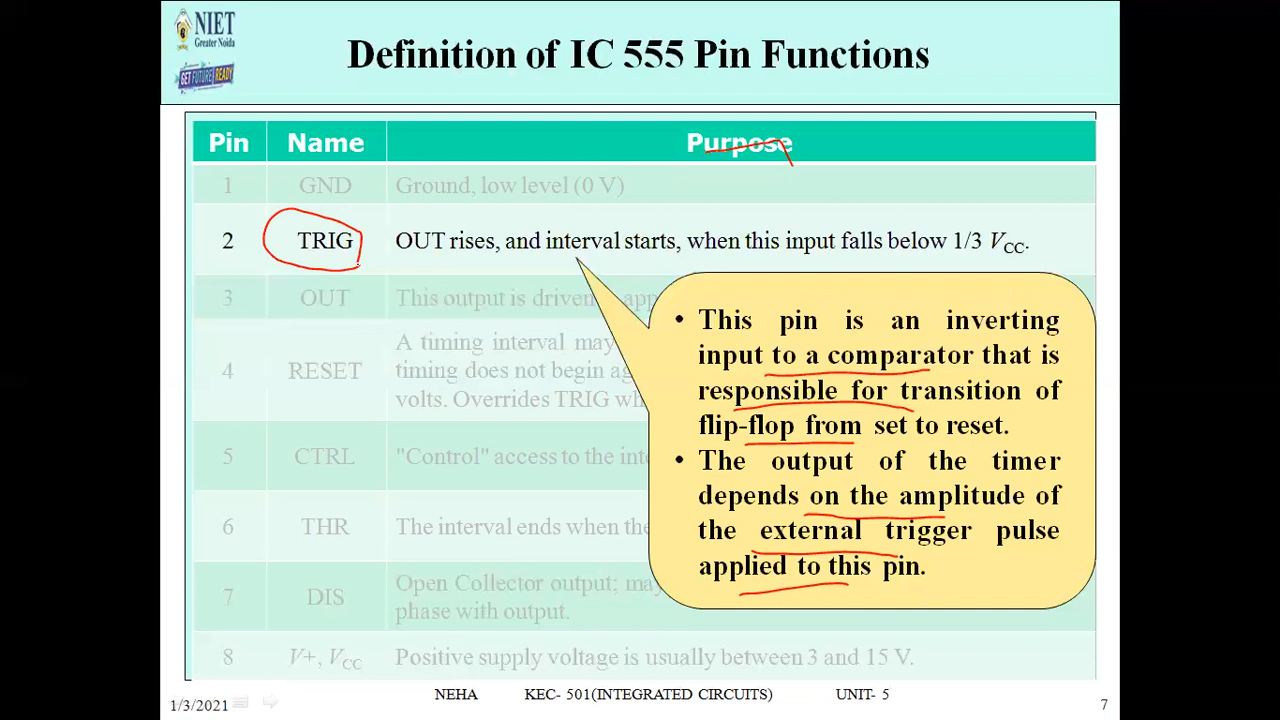 NIET
Greater Noida
GET FUTURE READY
Definition of IC 555 Pin Functions
Pin Name Purpose
1 GND Ground, low level (0 V)
2 TRIG OUT rises, and interval starts, when this input falls below 1/3 VCC.
3 OUT This output is driven
4 RESET A timing interval may
timing does not begin
volts. Overrides TRIG
5 CTRL "Control" access to the
6 THR The interval ends when the
7 DIS Open Collector output;
phase with output.
8 V+, VCC Positive supply voltage is usually between 3 and 15 V.
• This pin is an inverting
input to a comparator that is
responsible for transition of
flip-flop from set to reset.
• The output of the timer
depends on the amplitude of
the external trigger pulse
applied to this pin.
1/3/2021 NEHA KEC- 501(INTEGRATED CIRCUITS) UNIT- 5 7